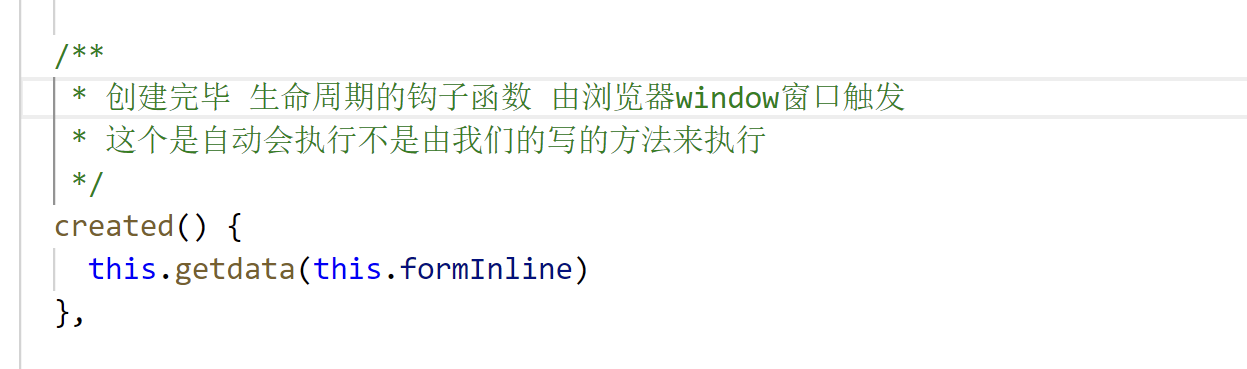 /**
* 创建完毕 生命周期的钩子函数 由浏览器window窗口触发
* 这个是自动会执行不是由我们的写的方法来执行
*/
created() {
this.getdata(this.formInline)
},